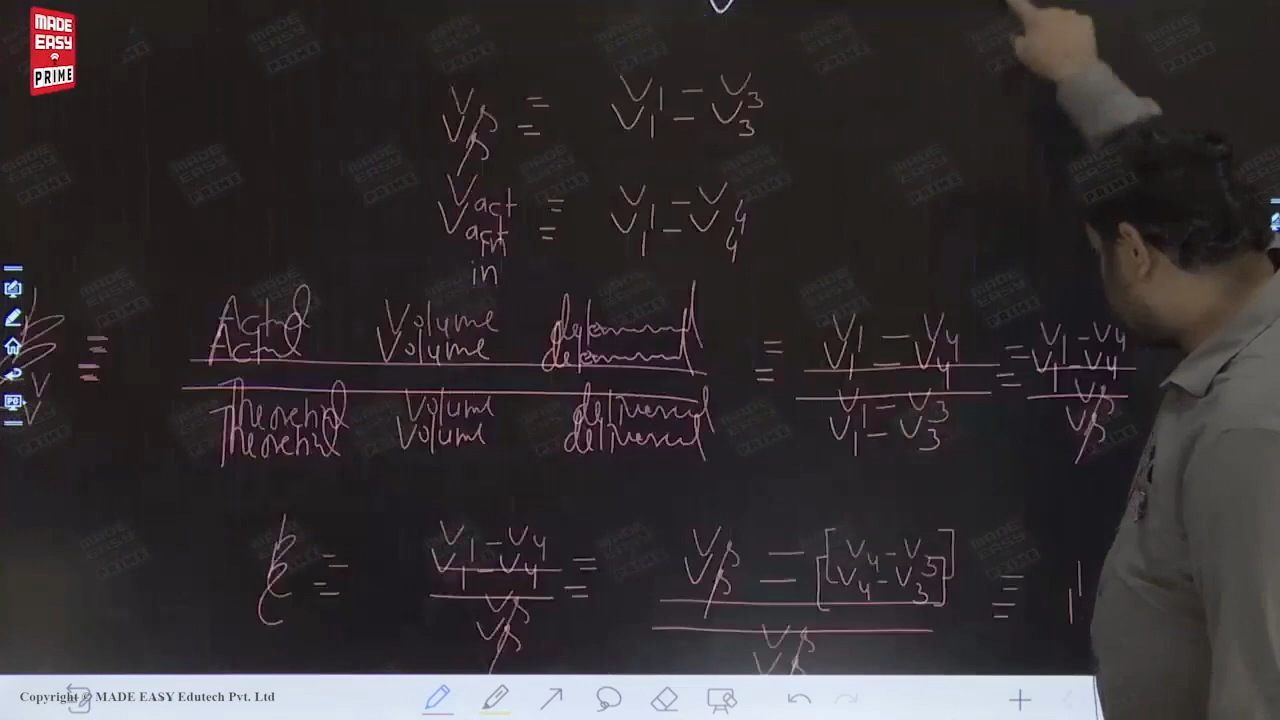 MADE
EASY
PRIME
Vs = V1 - V3
Vact in = V1 - V4
= Actual Volume / Theoretical Volume delivered = V1 - V4 / V1 - V3 = V1 - V4 / Vs
= V1 - V4 / Vs = Vs - [V4 - V3] / Vs = 1
Copyright © MADE EASY Edutech Pvt. Ltd